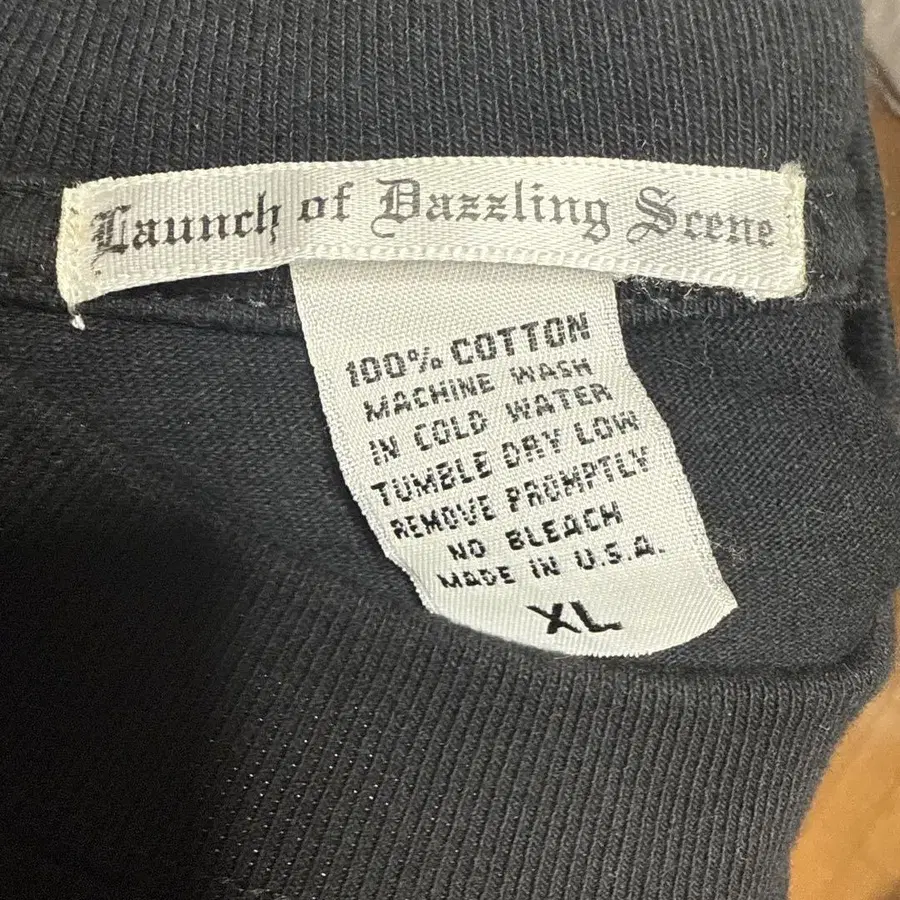 Launch of Dazzling Scene
100% COTTON
MACHINE WASH
IN COLD WATER
TUMBLE DRY LOW
REMOVE PROMPTLY
NO BLEACH
MADE IN U.S.A.
XL